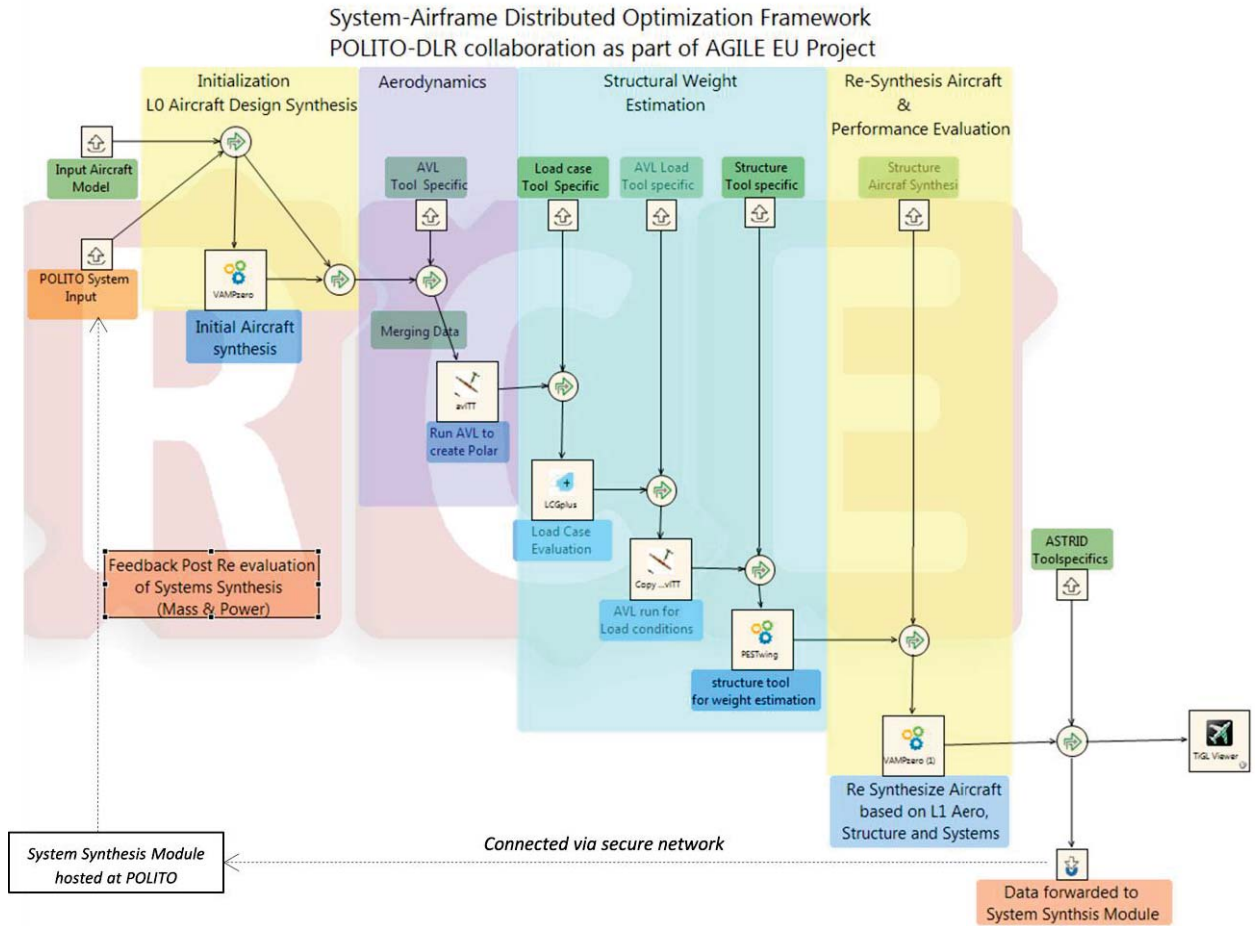 System-Airframe Distributed Optimization Framework
POLITO-DLR collaboration as part of AGILE EU Project
Initialization
L0 Aircraft Design Synthesis
Aerodynamics
Structural Weight
Estimation
Re-Synthesis Aircraft
&
Performance Evaluation
Input Aircraft
Model
AVL
Tool Specific
Load case
Tool Specific
AVL Load
Tool specific
Structure
Tool specific
Structure
Aircraf Synthesi
POLITO System
Input
VAMPzero
Initial Aircraft
synthesis
Merging Data
avlTT
Run AVL to
create Polar
LCGplus
Load Case
Evaluation
Copy ...vlTT
AVL run for
Load conditions
PESTwing
structure tool
for weight estimation
Feedback Post Re evaluation
of Systems Synthesis
(Mass & Power)
ASTRID
Toolspecifics
VAMPzero (1)
TiGL Viewer
Re Synthesize Aircraft
based on L1 Aero,
Structure and Systems
System Synthesis Module
hosted at POLITO
Connected via secure network
Data forwarded to
System Synthsis Module
RCE